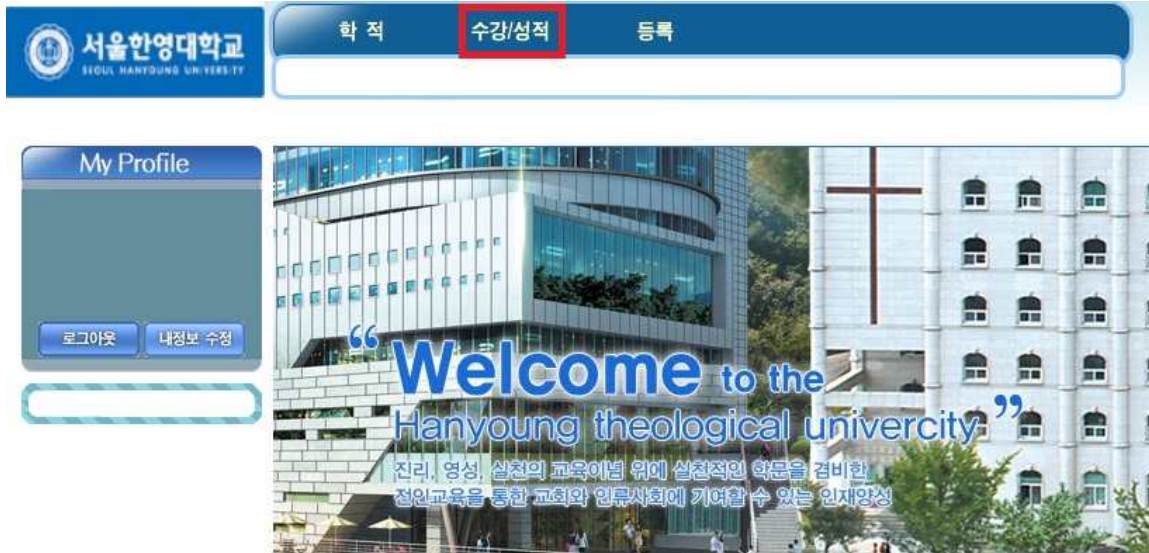 서울한영대학교
SEOUL HANYOUNG UNIVERSITY
학 적
수강/성적
등록
My Profile
로그아웃
내정보 수정
“Welcome to the
Hanyoung theological univercity”
진리, 영성, 실천의 교육이념 위에 실천적인 학문을 겸비한
전인교육을 통한 교회와 인류사회에 기여할 수 있는 인재양성